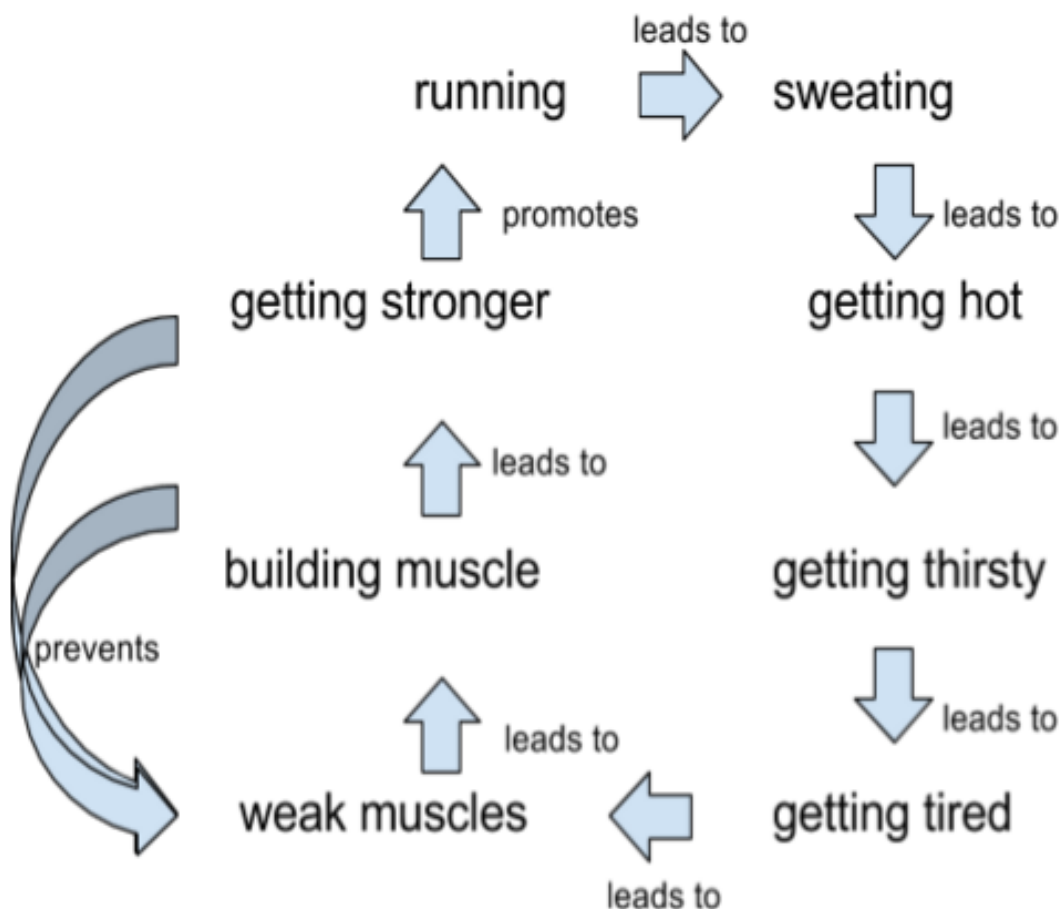 leads to
running
sweating
promotes
leads to
getting stronger
getting hot
leads to
leads to
building muscle
getting thirsty
prevents
leads to
leads to
weak muscles
getting tired
leads to